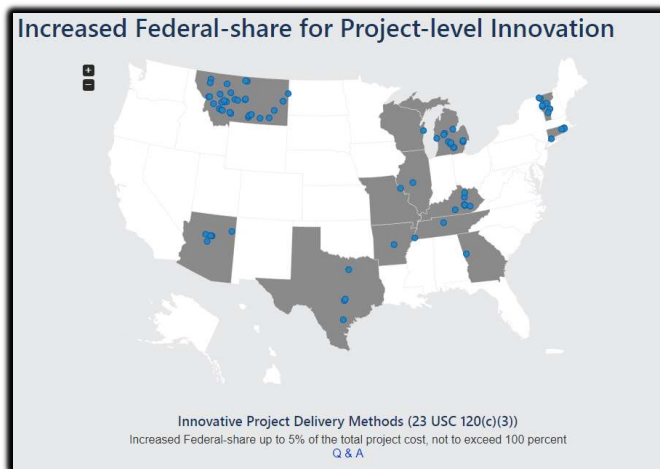 Increased Federal-share for Project-level Innovation
+
−
Innovative Project Delivery Methods (23 USC 120(c)(3))
Increased Federal-share up to 5% of the total project cost, not to exceed 100 percent
Q & A